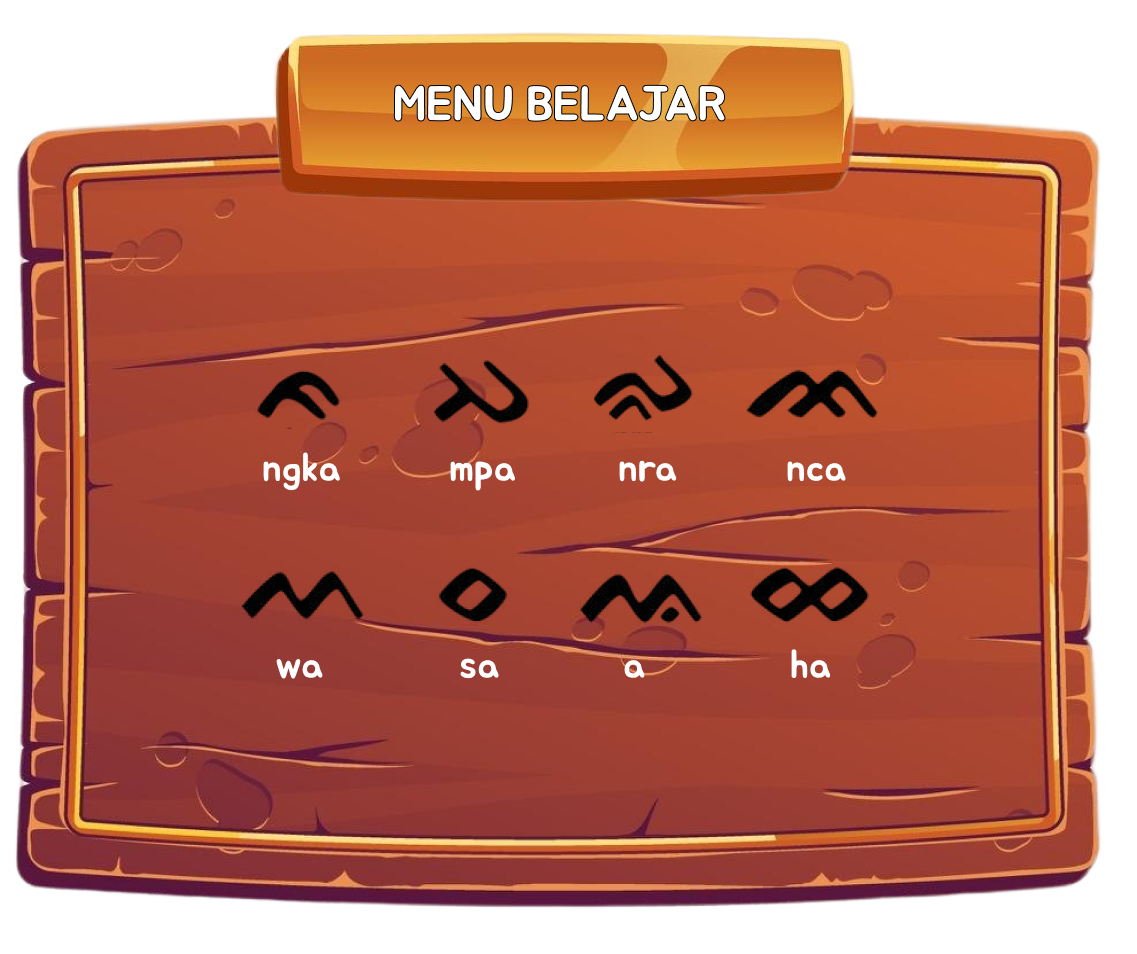 MENU BELAJAR
ᨃ ᨇ ᨋ ᨏ
ngka mpa nra nca
ᨓ ᨔ ᨕ ᨖ
wa sa a ha